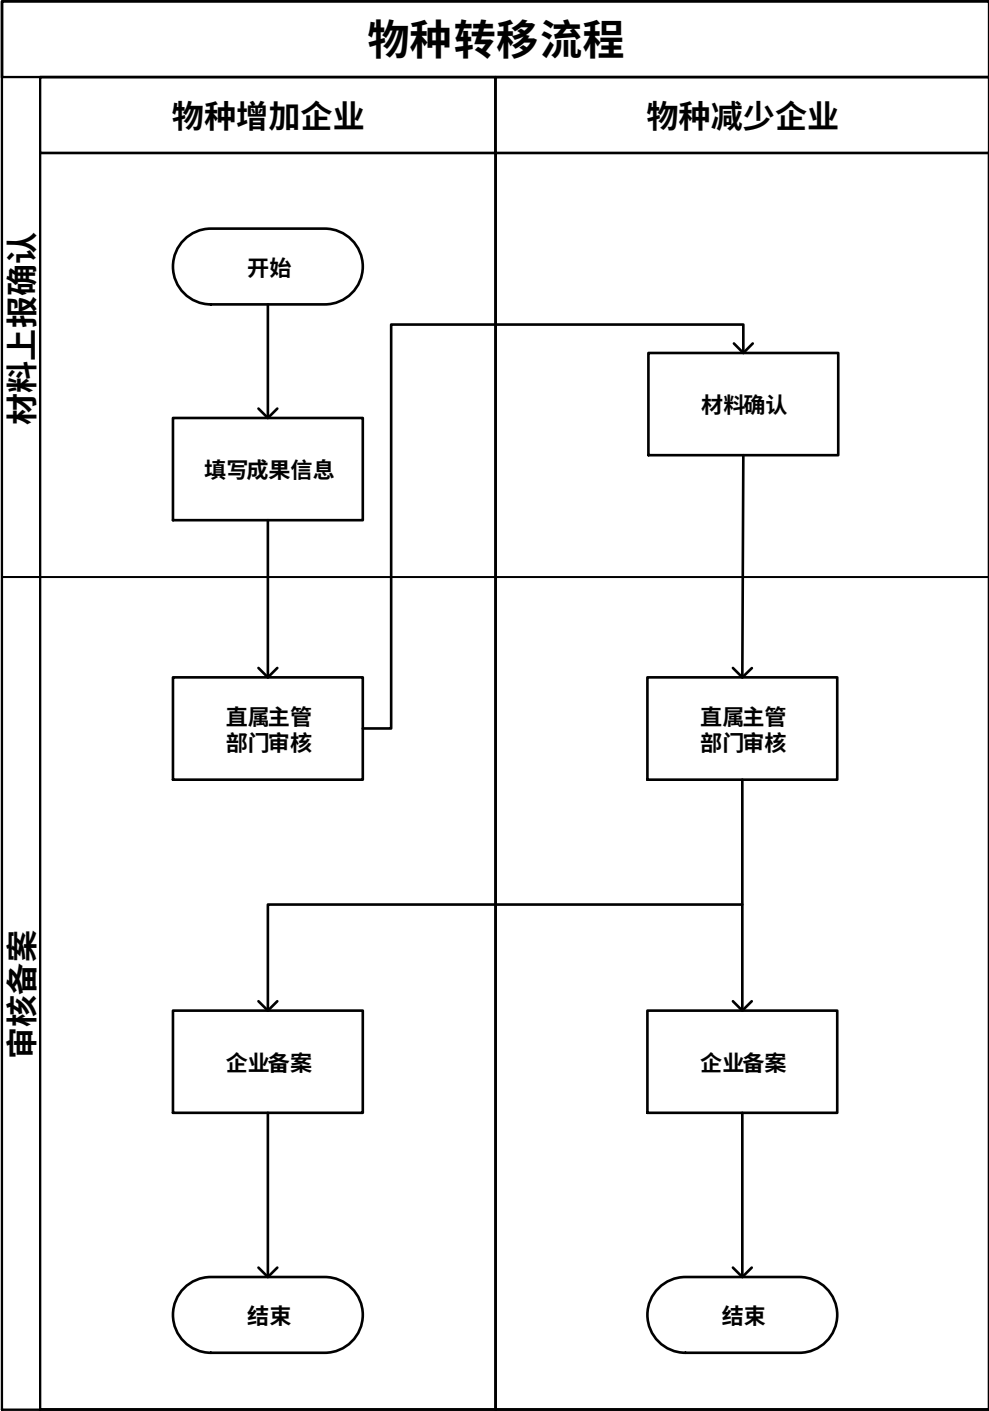 物种转移流程
物种增加企业
物种减少企业
材料上报确认
开始
材料确认
填写成果信息
审核备案
直属主管
部门审核
直属主管
部门审核
企业备案
企业备案
结束
结束